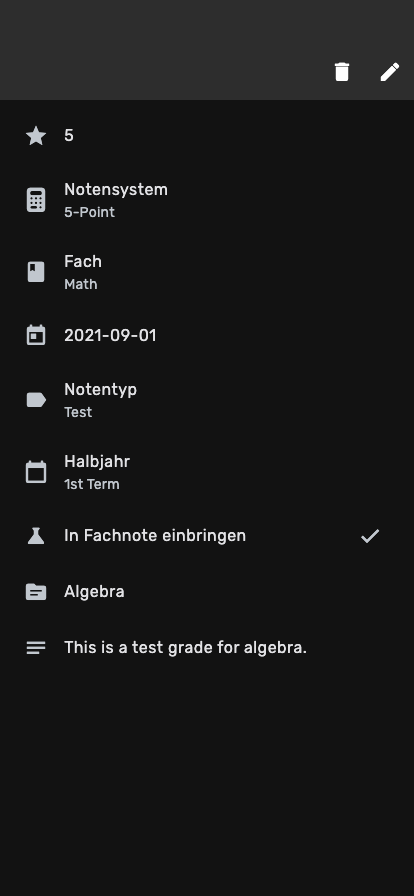 5
Notensystem
5-Point
Fach
Math
2021-09-01
Notentyp
Test
Halbjahr
1st Term
In Fachnote einbringen
Algebra
This is a test grade for algebra.